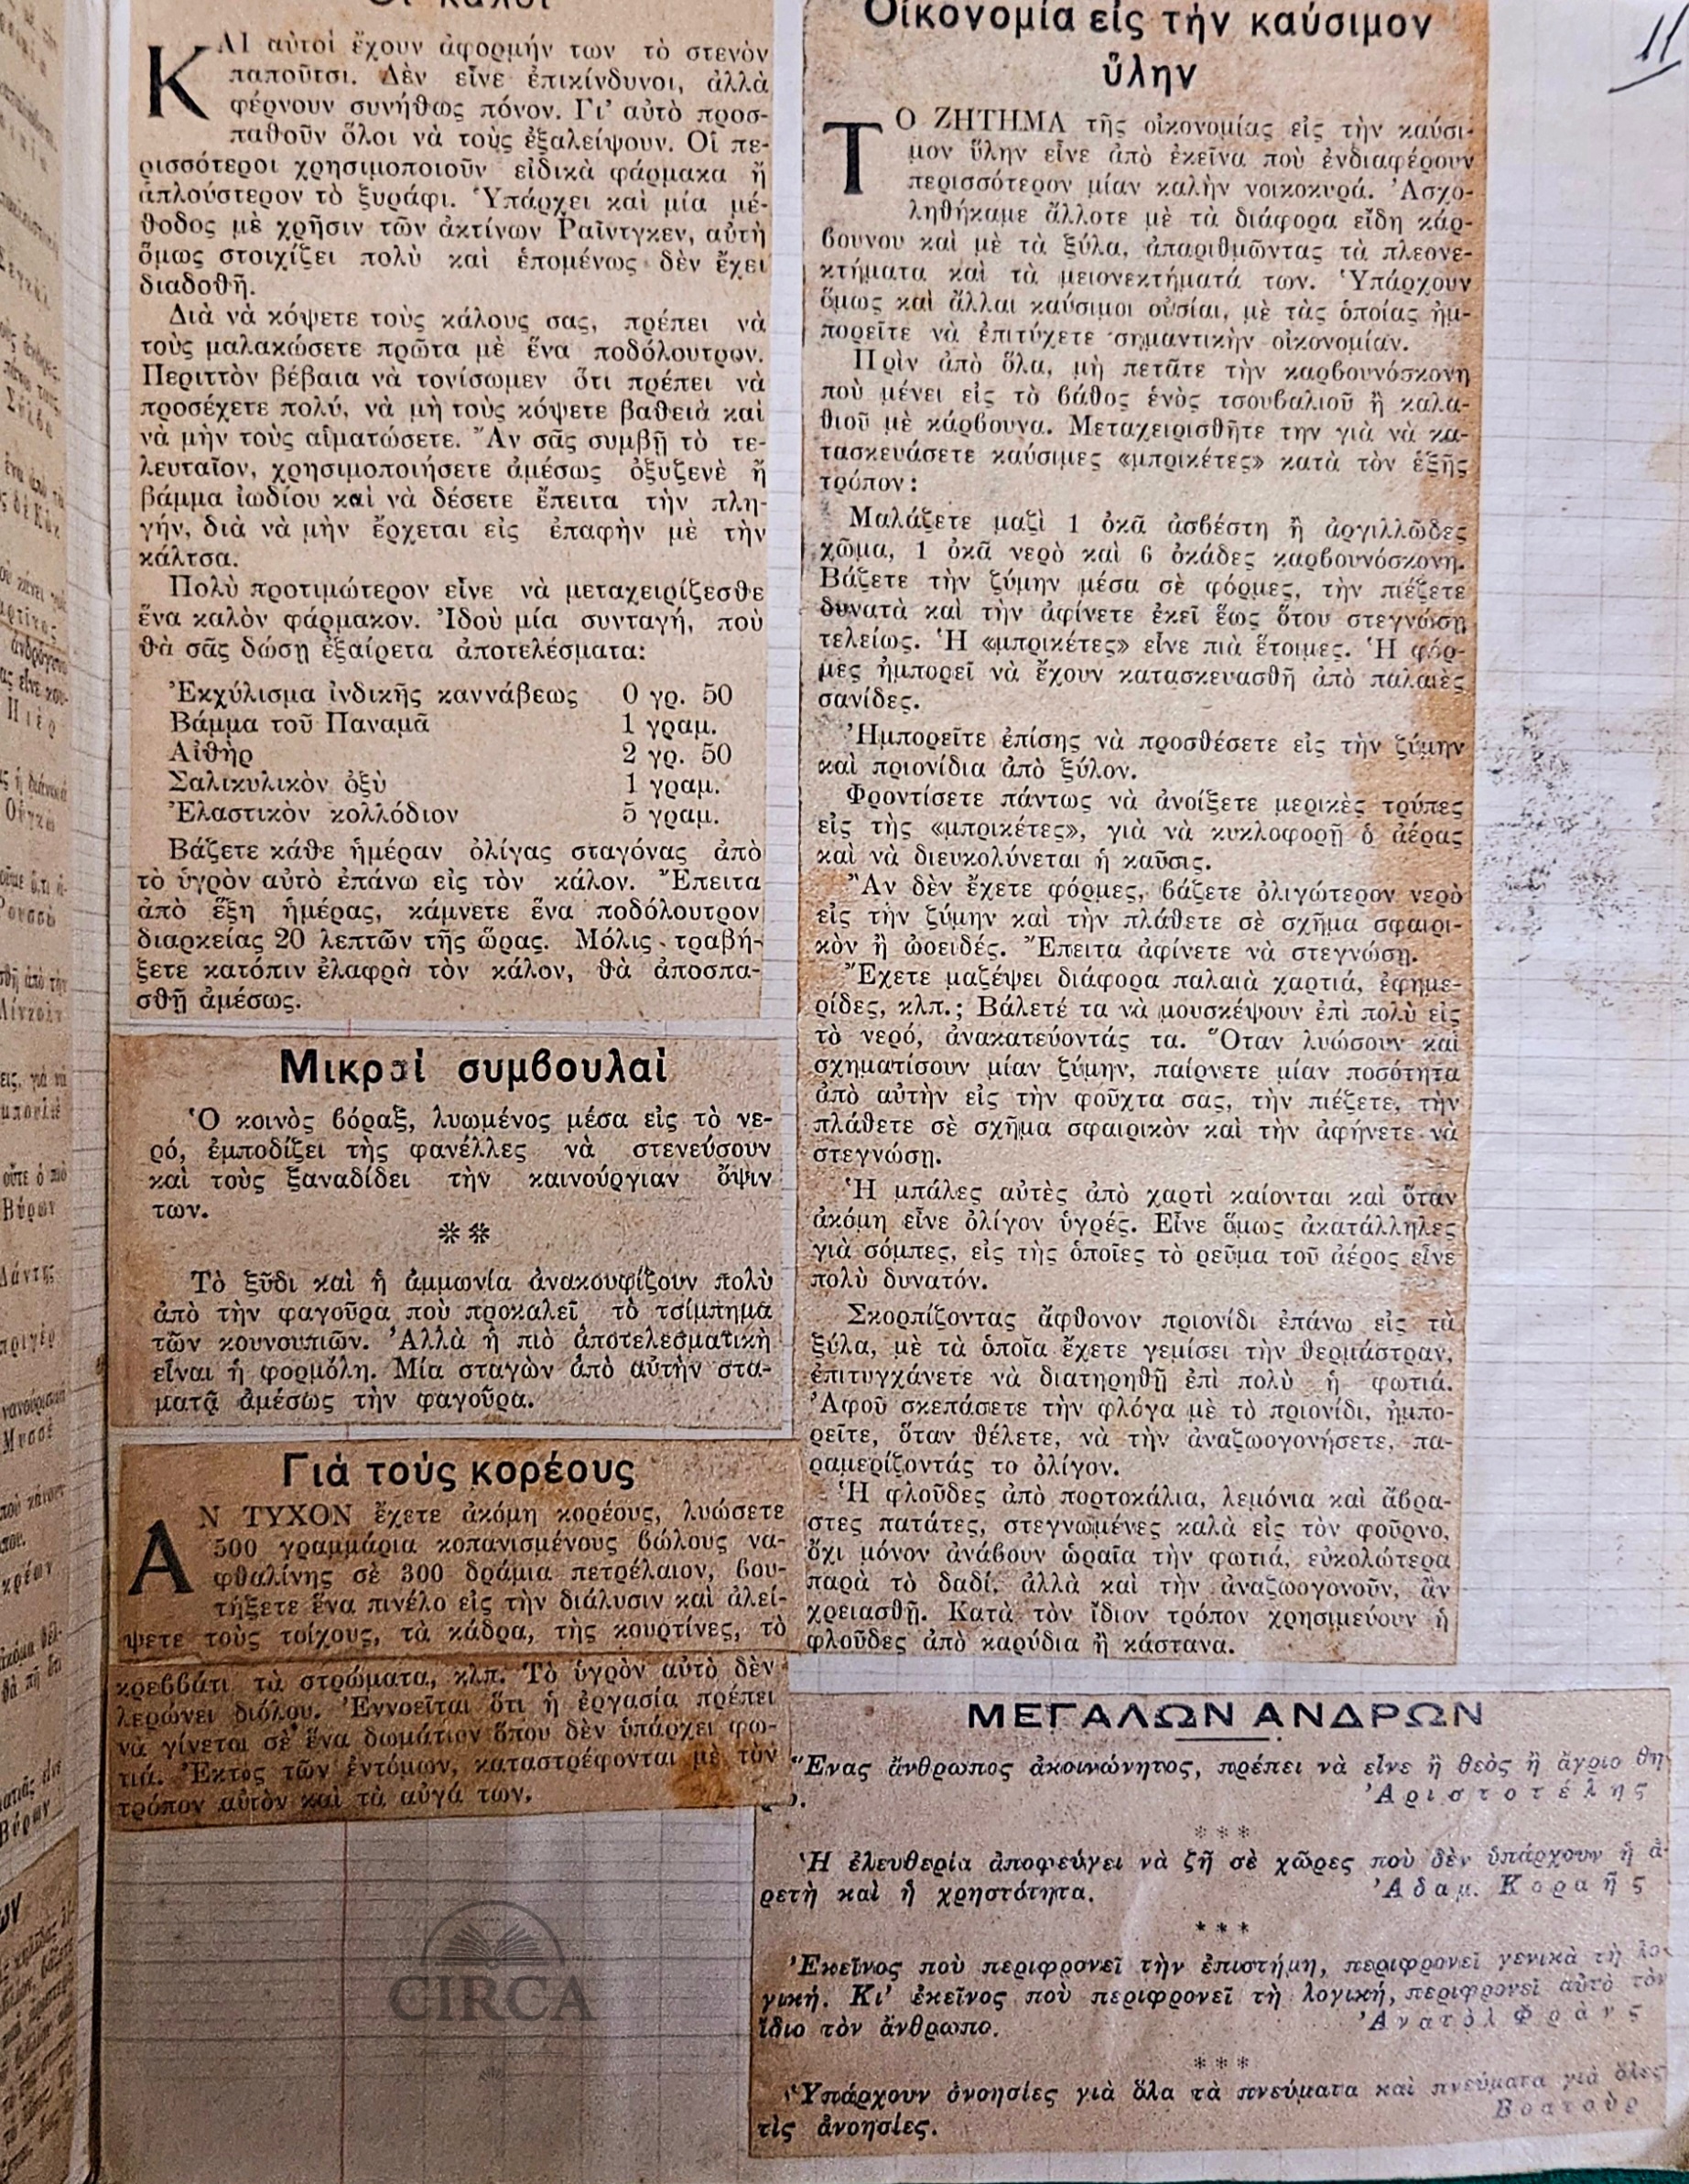 Οἱ κάλοι
ΚΑΙ αὐτοὶ ἔχουν ἀφορμήν των τὸ στενὸν
παποῦτσι. Δὲν εἶνε ἐπικίνδυνοι, ἀλλὰ
φέρνουν συνήθως πόνον. Γι' αὐτὸ προσ-
παθοῦν ὅλοι νὰ τοὺς ἐξαλείψουν. Οἱ πε-
ρισσότεροι χρησιμοποιοῦν εἰδικὰ φάρμακα ἤ
ἁπλούστερον τὸ ξυράφι. Ὑπάρχει καὶ μία μέ-
θοδος μὲ χρῆσιν τῶν ἀκτίνων Ραῖντγκεν, αὐτὴ
ὅμως στοιχίζει πολὺ καὶ ἑπομένως δὲν ἔχει
διαδοθῆ.
Διὰ νὰ κόψετε τοὺς κάλους σας, πρέπει νὰ
τοὺς μαλακώσετε πρῶτα μὲ ἕνα ποδόλουτρον.
Περιττὸν βέβαια νὰ τονίσωμεν ὅτι πρέπει νὰ
προσέχετε πολύ, νὰ μὴ τοὺς κόψετε βαθειὰ καὶ
νὰ μὴν τοὺς αἱματώσετε. Ἂν σᾶς συμβῇ τὸ τε-
λευταῖον, χρησιμοποιήσετε ἀμέσως ὀξυζενὲ ἤ
βάμμα ἰωδίου καὶ νὰ δέσετε ἔπειτα τὴν πλη-
γήν, διὰ νὰ μὴν ἔρχεται εἰς ἐπαφὴν μὲ τὴν
κάλτσα.
Πολὺ προτιμώτερον εἶνε νὰ μεταχειρίζεσθε
ἕνα καλὸν φάρμακον. Ἰδοὺ μία συνταγή, ποὺ
θὰ σᾶς δώσῃ ἐξαίρετα ἀποτελέσματα:
Ἐκχύλισμα ἰνδικῆς καννάβεως 0 γρ. 50
Βάμμα τοῦ Παναμᾶ 1 γραμ.
Αἰθὴρ 2 γρ. 50
Σαλικυλικὸν ὀξὺ 1 γραμ.
Ἐλαστικὸν κολλόδιον 5 γραμ.
Βάζετε κάθε ἡμέραν ὀλίγας σταγόνας ἀπὸ
τὸ ὑγρὸν αὐτὸ ἐπάνω εἰς τὸν κάλον. Ἔπειτα
ἀπὸ ἕξη ἡμέρας, κάμνετε ἕνα ποδόλουτρον
διαρκείας 20 λεπτῶν τῆς ὥρας. Μόλις τραβή-
ξετε κατόπιν ἐλαφρὰ τὸν κάλον, θὰ ἀποσπα-
σθῇ ἀμέσως.
Μικραὶ συμβουλαὶ
Ὁ κοινὸς βόραξ, λυωμένος μέσα εἰς τὸ νε-
ρό, ἐμποδίζει τῆς φανέλλες νὰ στενεύσουν
καὶ τοὺς ξαναδίδει τὴν καινούργιαν ὄψιν
των.
**
Τὸ ξῦδι καὶ ἡ ἀμμωνία ἀνακουφίζουν πολὺ
ἀπὸ τὴν φαγοῦρα ποὺ προκαλεῖ τὸ τσίμπημα
τῶν κουνουπιῶν. Ἀλλὰ ἡ πιὸ ἀποτελεσματικὴ
εἶναι ἡ φορμόλη. Μία σταγὼν ἀπὸ αὐτὴν στα-
ματᾷ ἀμέσως τὴν φαγοῦρα.
Γιὰ τοὺς κορέους
ΑΝ ΤΥΧΟΝ ἔχετε ἀκόμη κορέους, λυώσετε
500 γραμμάρια κοπανισμένους βώλους να-
φθαλίνης σὲ 300 δράμια πετρέλαιον, βου-
τήξετε ἕνα πινέλο εἰς τὴν διάλυσιν καὶ ἀλεί-
ψετε τοὺς τοίχους, τὰ κάδρα, τῆς κουρτίνες, τὸ
κρεββάτι τὰ στρώματα, κλπ. Τὸ ὑγρὸν αὐτὸ δὲν
λερώνει διόλου. Ἐννοεῖται ὅτι ἡ ἐργασία πρέπει
νὰ γίνεται σὲ ἕνα δωμάτιον ὅπου δὲν ὑπάρχει φω-
τιά. Ἐκτὸς τῶν ἐντόμων, καταστρέφονται μὲ τὸν
τρόπον αὐτὸν καὶ τὰ αὐγά των.
CIRCA
11
Οἰκονομία εἰς τὴν καύσιμον
ὕλην
ΤΟ ΖΗΤΗΜΑ τῆς οἰκονομίας εἰς τὴν καύσι-
μον ὕλην εἶνε ἀπὸ ἐκεῖνα ποὺ ἐνδιαφέρουν
περισσότερον μίαν καλὴν νοικοκυρά. Ἀσχο-
ληθήκαμε ἄλλοτε μὲ τὰ διάφορα εἴδη κάρ-
βουνου καὶ μὲ τὰ ξύλα, ἀπαριθμῶντας τὰ πλεονε-
κτήματα καὶ τὰ μειονεκτήματά των. Ὑπάρχουν
ὅμως καὶ ἄλλαι καύσιμοι οὐσίαι, μὲ τὰς ὁποίας ἠμ-
πορεῖτε νὰ ἐπιτύχετε σημαντικὴν οἰκονομίαν.
Πρὶν ἀπὸ ὅλα, μὴ πετᾶτε τὴν καρβουνόσκονη
ποὺ μένει εἰς τὸ βάθος ἑνὸς τσουβαλιοῦ ἢ καλα-
θιοῦ μὲ κάρβουνα. Μεταχειρισθῆτε την γιὰ νὰ κα-
τασκευάσετε καύσιμες «μπρικέτες» κατὰ τὸν ἑξῆς
τρόπον:
Μαλάζετε μαζὶ 1 ὀκᾶ ἀσβέστη ἢ ἀργιλλῶδες
χῶμα, 1 ὀκᾶ νερὸ καὶ 6 ὀκάδες καρβουνόσκονη.
Βάζετε τὴν ζύμην μέσα σὲ φόρμες, τὴν πιέζετε
δυνατὰ καὶ τὴν ἀφίνετε ἐκεῖ ἕως ὅτου στεγνώσῃ
τελείως. Ἡ «μπρικέτες» εἶνε πιὰ ἕτοιμες. Ἡ φόρ-
μες ἠμπορεῖ νὰ ἔχουν κατασκευασθῆ ἀπὸ παλαιὲς
σανίδες.
Ἠμπορεῖτε ἐπίσης νὰ προσθέσετε εἰς τὴν ζύμην
καὶ πριονίδια ἀπὸ ξύλον.
Φροντίσετε πάντως νὰ ἀνοίξετε μερικὲς τρύπες
εἰς τῆς «μπρικέτες», γιὰ νὰ κυκλοφορῇ ὁ ἀέρας
καὶ νὰ διευκολύνεται ἡ καῦσις.
Ἂν δὲν ἔχετε φόρμες, βάζετε ὀλιγώτερον νερὸ
εἰς τὴν ζύμην καὶ τὴν πλάθετε σὲ σχῆμα σφαιρι-
κὸν ἢ ὠοειδές. Ἔπειτα ἀφίνετε νὰ στεγνώσῃ.
Ἔχετε μαζέψει διάφορα παλαιὰ χαρτιά, ἐφημε-
ρίδες, κλπ.; Βάλετέ τα νὰ μουσκέψουν ἐπὶ πολὺ εἰς
τὸ νερό, ἀνακατεύοντάς τα. Ὅταν λυώσουν καὶ
σχηματίσουν μίαν ζύμην, παίρνετε μίαν ποσότητα
ἀπὸ αὐτὴν εἰς τὴν φοῦχτα σας, τὴν πιέζετε, τὴν
πλάθετε σὲ σχῆμα σφαιρικὸν καὶ τὴν ἀφήνετε νὰ
στεγνώσῃ.
Ἡ μπάλες αὐτὲς ἀπὸ χαρτὶ καίονται καὶ ὅταν
ἀκόμη εἶνε ὀλίγον ὑγρές. Εἶνε ὅμως ἀκατάλληλες
γιὰ σόμπες, εἰς τῆς ὁποῖες τὸ ρεῦμα τοῦ ἀέρος εἶνε
πολὺ δυνατόν.
Σκορπίζοντας ἄφθονον πριονίδι ἐπάνω εἰς τὰ
ξύλα, μὲ τὰ ὁποῖα ἔχετε γεμίσει τὴν θερμάστραν,
ἐπιτυγχάνετε νὰ διατηρηθῇ ἐπὶ πολὺ ἡ φωτιά.
Ἀφοῦ σκεπάσετε τὴν φλόγα μὲ τὸ πριονίδι, ἠμπο-
ρεῖτε, ὅταν θέλετε, νὰ τὴν ἀναζωογονήσετε, πα-
ραμερίζοντάς το ὀλίγον.
Ἡ φλοῦδες ἀπὸ πορτοκάλια, λεμόνια καὶ ἄβρα-
στες πατάτες, στεγνωμένες καλὰ εἰς τὸν φοῦρνο,
ὄχι μόνον ἀνάβουν ὡραῖα τὴν φωτιά, εὐκολώτερα
παρὰ τὸ δαδί, ἀλλὰ καὶ τὴν ἀναζωογονοῦν, ἂν
χρειασθῇ. Κατὰ τὸν ἴδιον τρόπον χρησιμεύουν ἡ
φλοῦδες ἀπὸ καρύδια ἢ κάστανα.
ΜΕΓΑΛΩΝ ΑΝΔΡΩΝ
Ἕνας ἄνθρωπος ἀκοινώνητος, πρέπει νὰ εἶνε ἢ θεὸς ἢ ἄγριο θη-
ρίο. Ἀριστοτέλης
***
Ἡ ἐλευθερία ἀποφεύγει νὰ ζῇ σὲ χῶρες ποὺ δὲν ὑπάρχουν ἡ ἀ-
ρετὴ καὶ ἡ χρηστότητα. Ἀδαμ. Κοραῆς
***
Ἐκεῖνος ποὺ περιφρονεῖ τὴν ἐπιστήμη, περιφρονεῖ γενικὰ τὴ λο-
γική. Κι' ἐκεῖνος ποὺ περιφρονεῖ τὴ λογική, περιφρονεῖ αὐτὸ τὸν
ἴδιο τὸν ἄνθρωπο. Ἀνατὸλ Φρὰνς
***
Ὑπάρχουν ἀνοησίες γιὰ ὅλα τὰ πνεύματα καὶ πνεύματα γιὰ ὅλες
τὶς ἀνοησίες. Βοατοὺρ